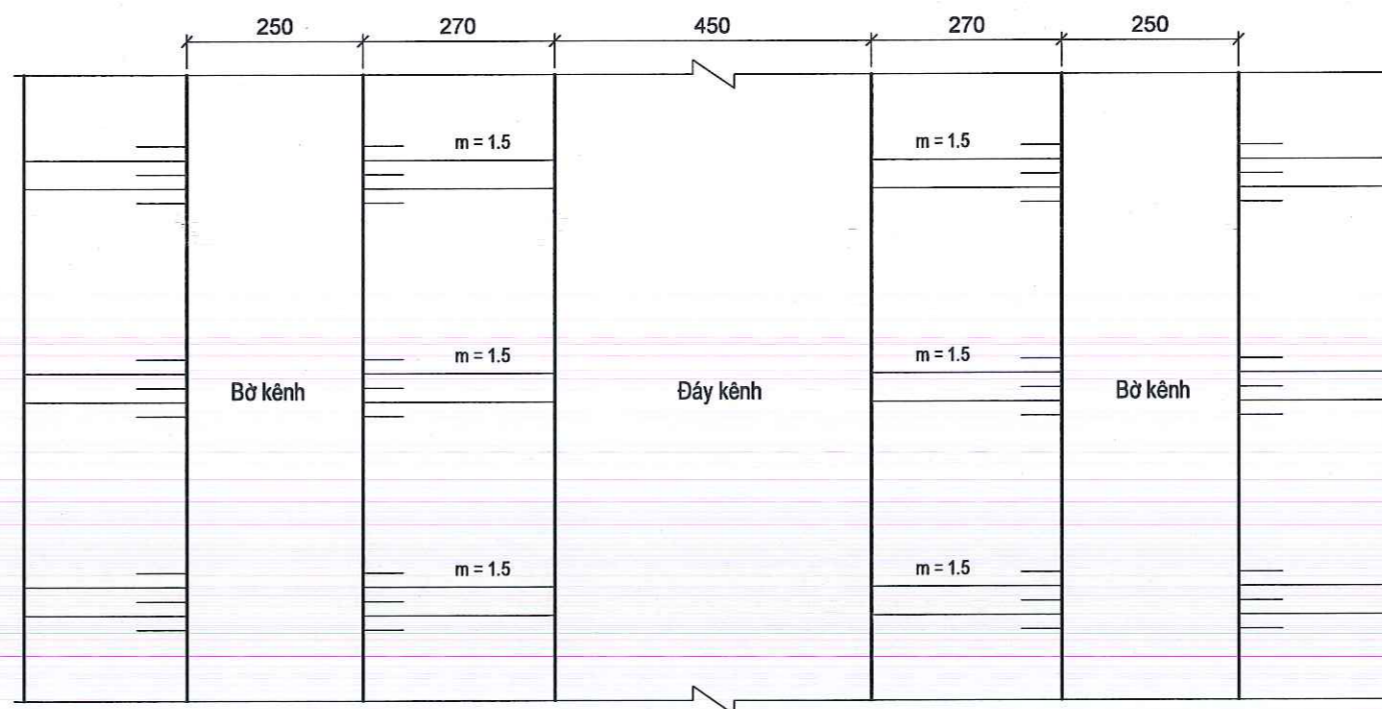 250 270 450 270 250
m = 1.5 m = 1.5
m = 1.5 m = 1.5
Bờ kênh Đáy kênh Bờ kênh
m = 1.5 m = 1.5